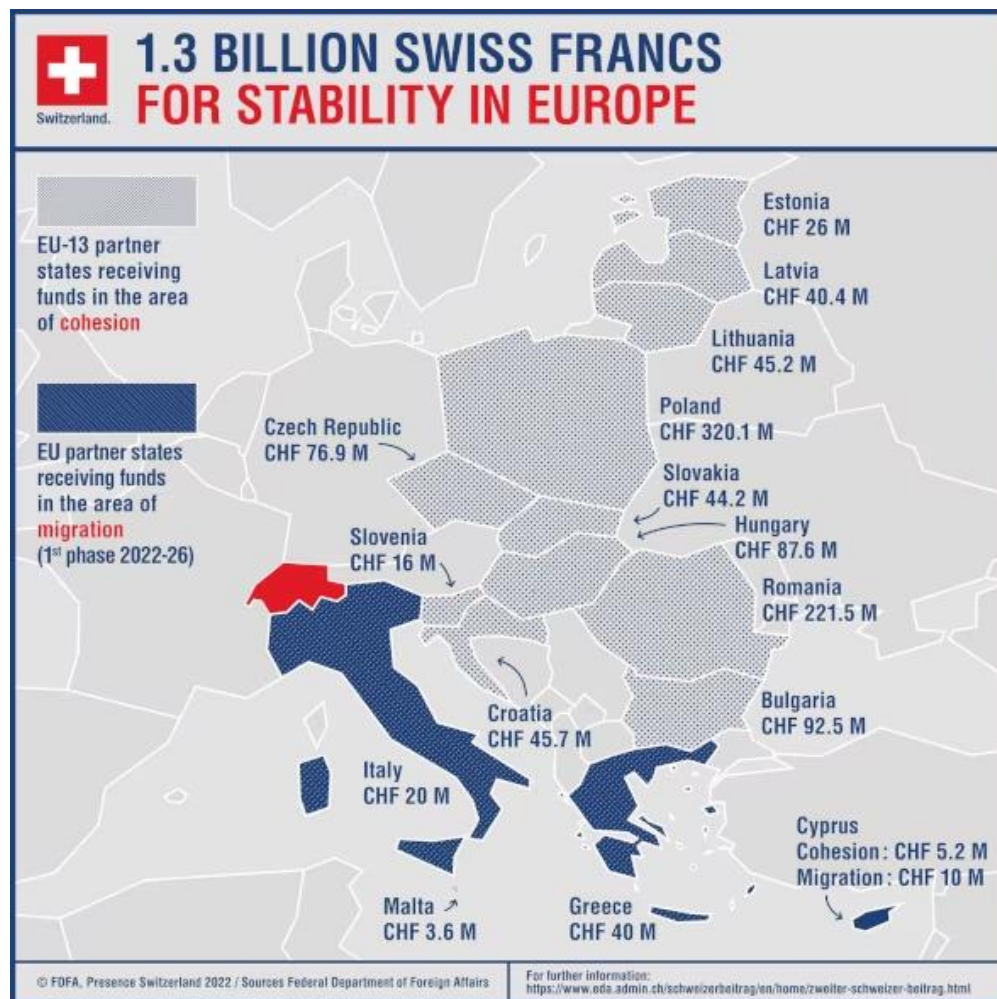 1.3 BILLION SWISS FRANCS
FOR STABILITY IN EUROPE
Switzerland.
EU-13 partner
states receiving
funds in the area
of cohesion
EU partner states
receiving funds
in the area of
migration
(1st phase 2022-26)
Estonia
CHF 26 M
Latvia
CHF 40.4 M
Lithuania
CHF 45.2 M
Poland
CHF 320.1 M
Czech Republic
CHF 76.9 M
Slovakia
CHF 44.2 M
Hungary
CHF 87.6 M
Slovenia
CHF 16 M
Romania
CHF 221.5 M
Bulgaria
CHF 92.5 M
Croatia
CHF 45.7 M
Italy
CHF 20 M
Cyprus
Cohesion: CHF 5.2 M
Migration: CHF 10 M
Malta
CHF 3.6 M
Greece
CHF 40 M
© FDFA, Presence Switzerland 2022 / Sources Federal Department of Foreign Affairs
For further information:
https://www.eda.admin.ch/schweizerbeitrag/en/home/zweiter-schweizer-beitrag.html